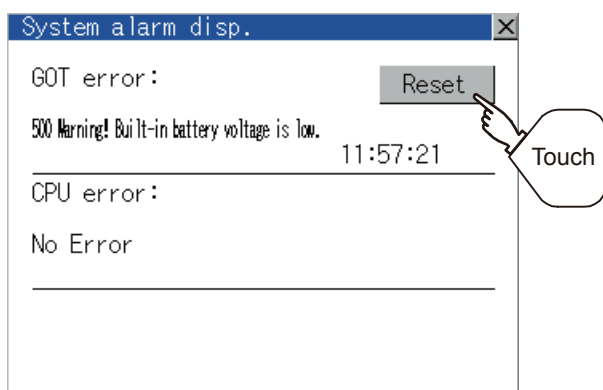 System alarm disp.
×
GOT error:
Reset
500 Warning! Built-in battery voltage is low.
11:57:21
Touch
CPU error:
No Error